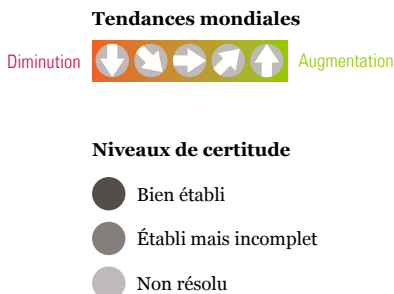 Tendances mondiales
Diminution
Augmentation
Niveaux de certitude
Bien établi
Établi mais incomplet
Non résolu